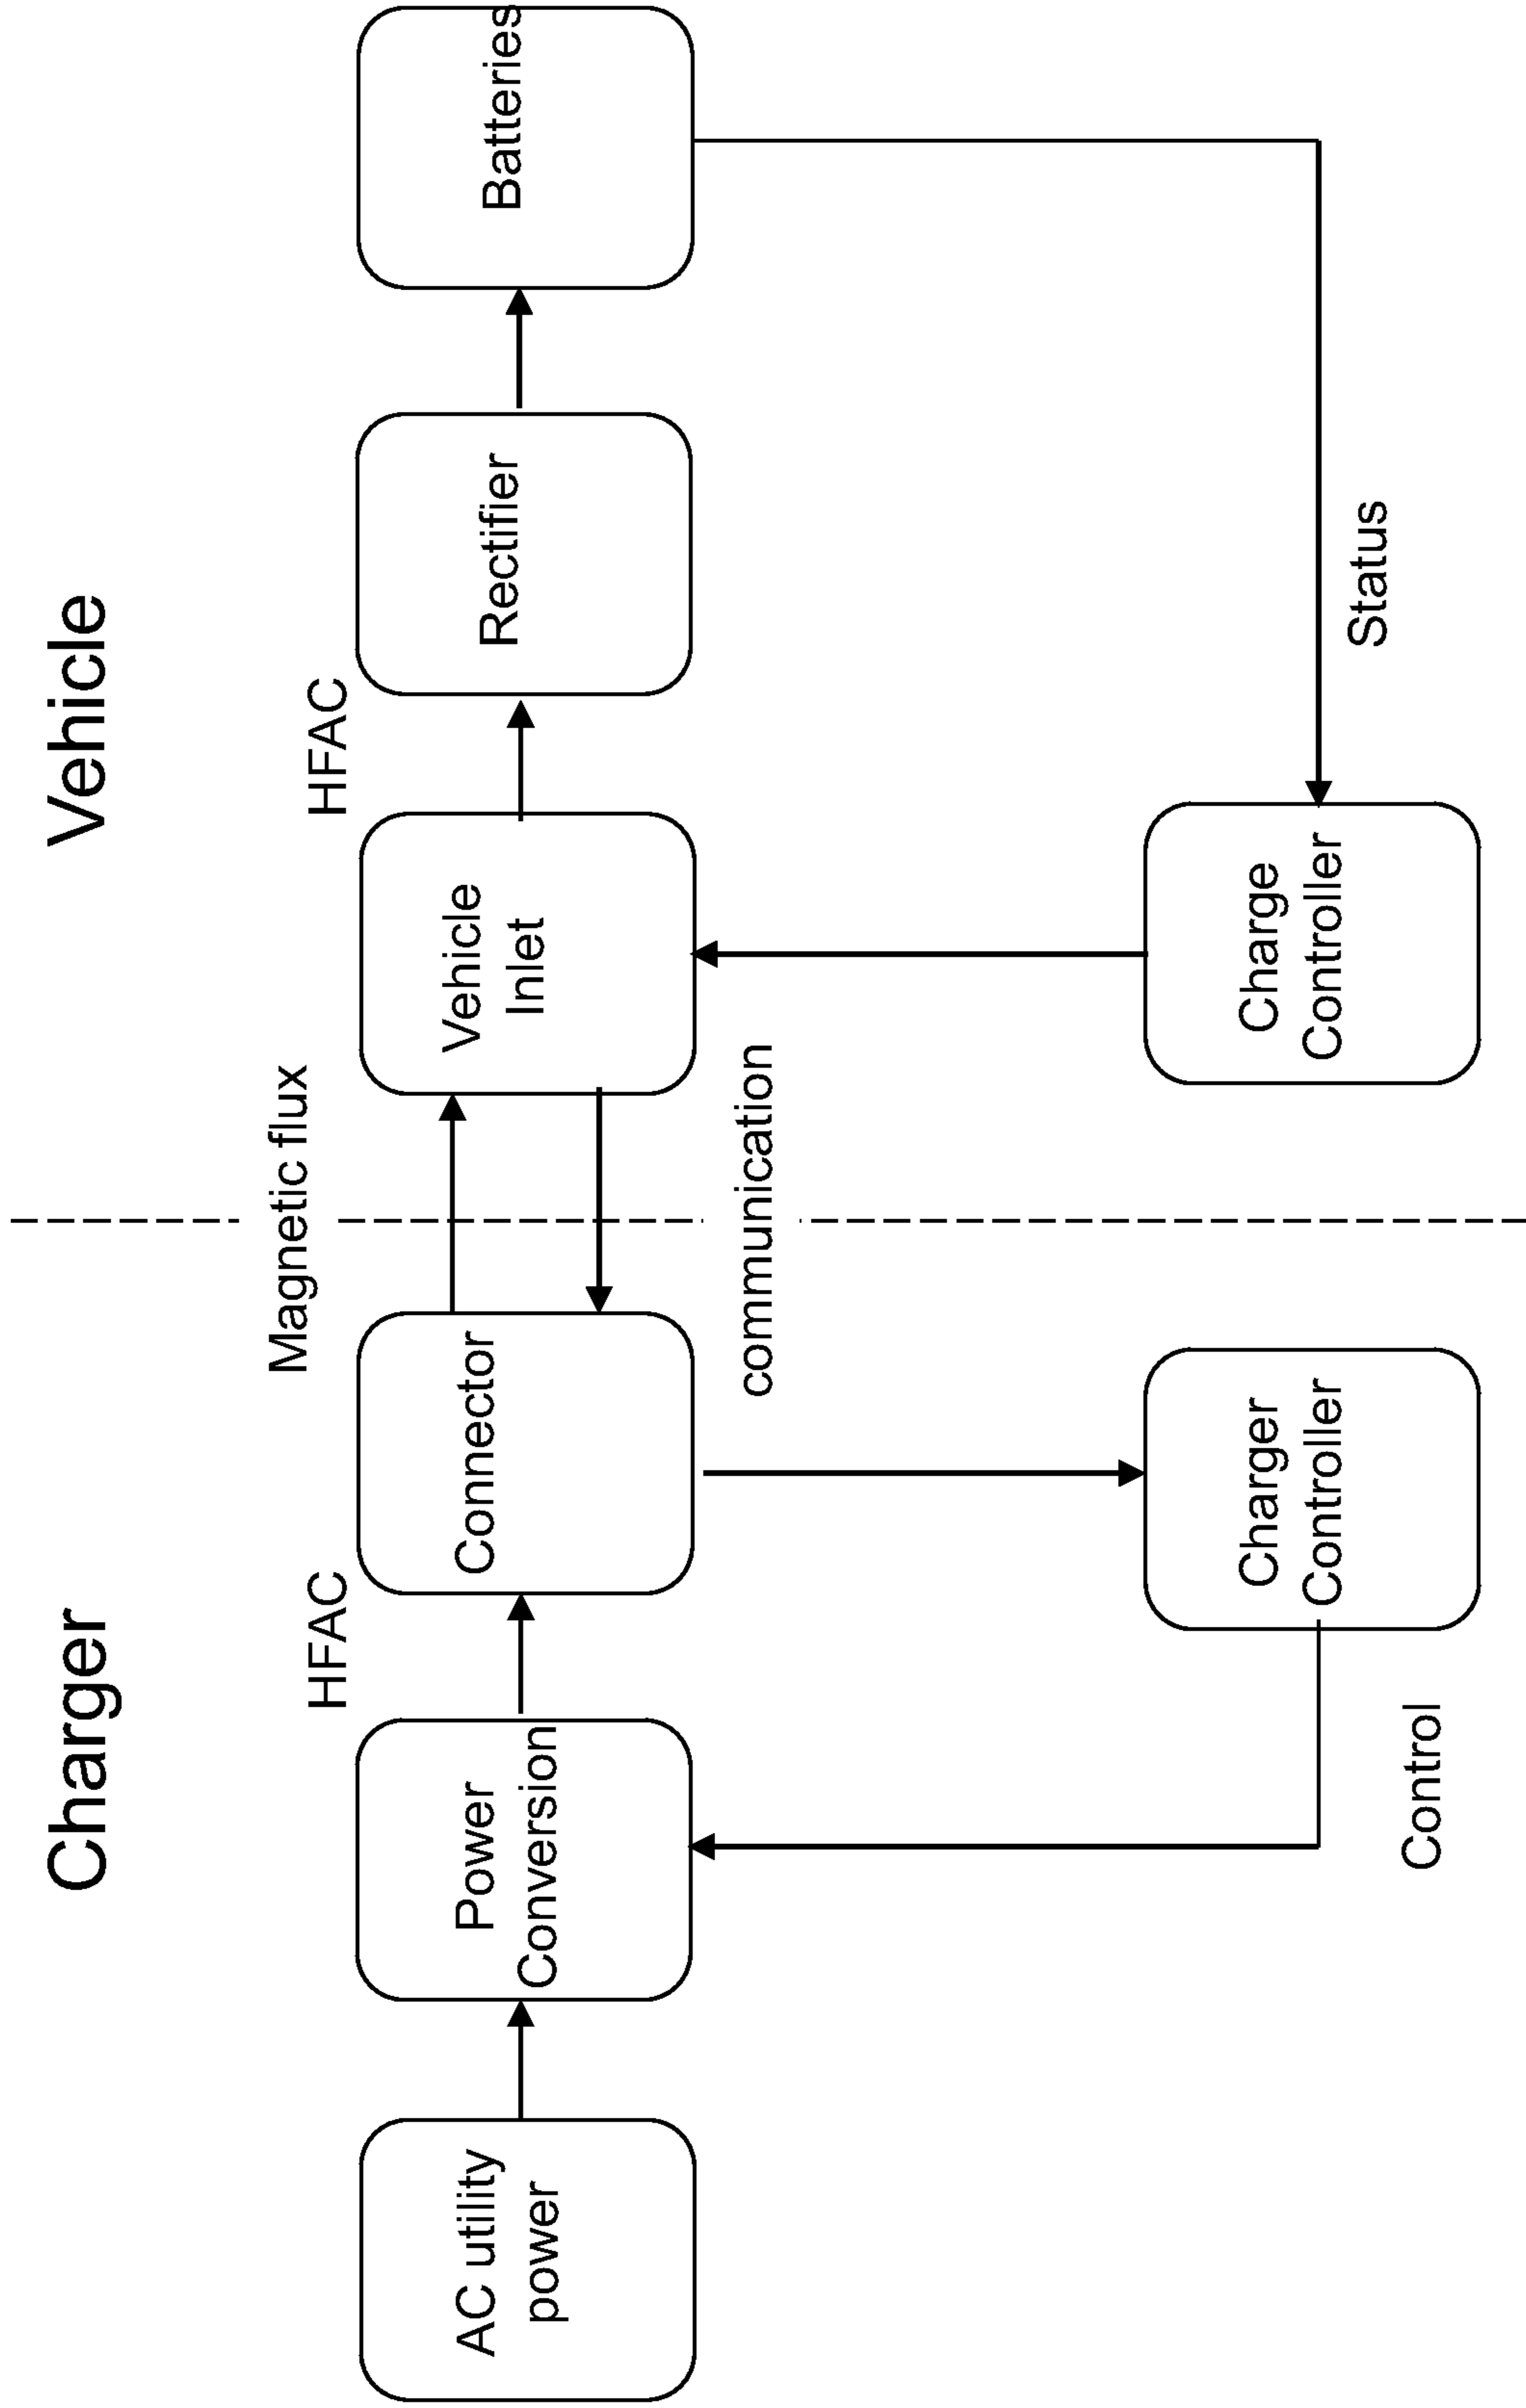 Charger
Vehicle
Magnetic flux
HFAC
HFAC
AC utility
power
Power
Conversion
Connector
Vehicle
Inlet
Rectifier
Batteries
communication
Charger
Controller
Charge
Controller
Status
Control